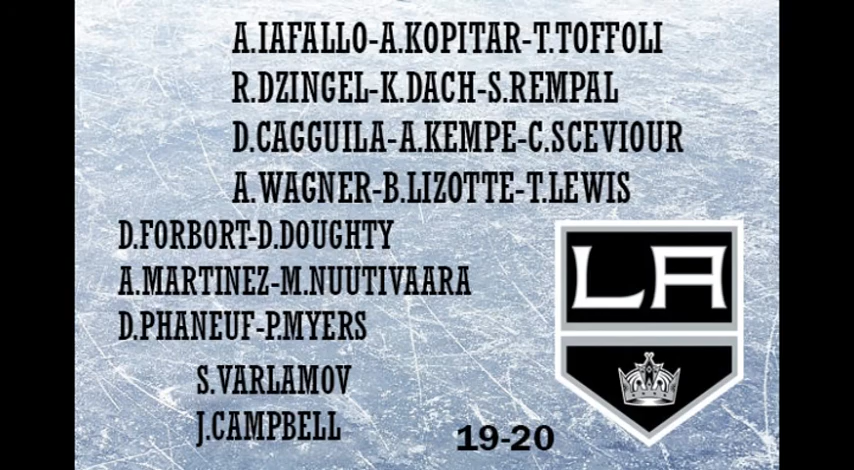 A.IAFALLO-A.KOPITAR-T.TOFFOLI
R.DZINGEL-K.DACH-S.REMPAL
D.CAGGUILA-A.KEMPE-C.SCEVIOUR
A.WAGNER-B.LIZOTTE-T.LEWIS
D.FORBORT-D.DOUGHTY
A.MARTINEZ-M.NUUTIVAARA
D.PHANEUF-P.MYERS
S.VARLAMOV
J.CAMPBELL
LA
19-20